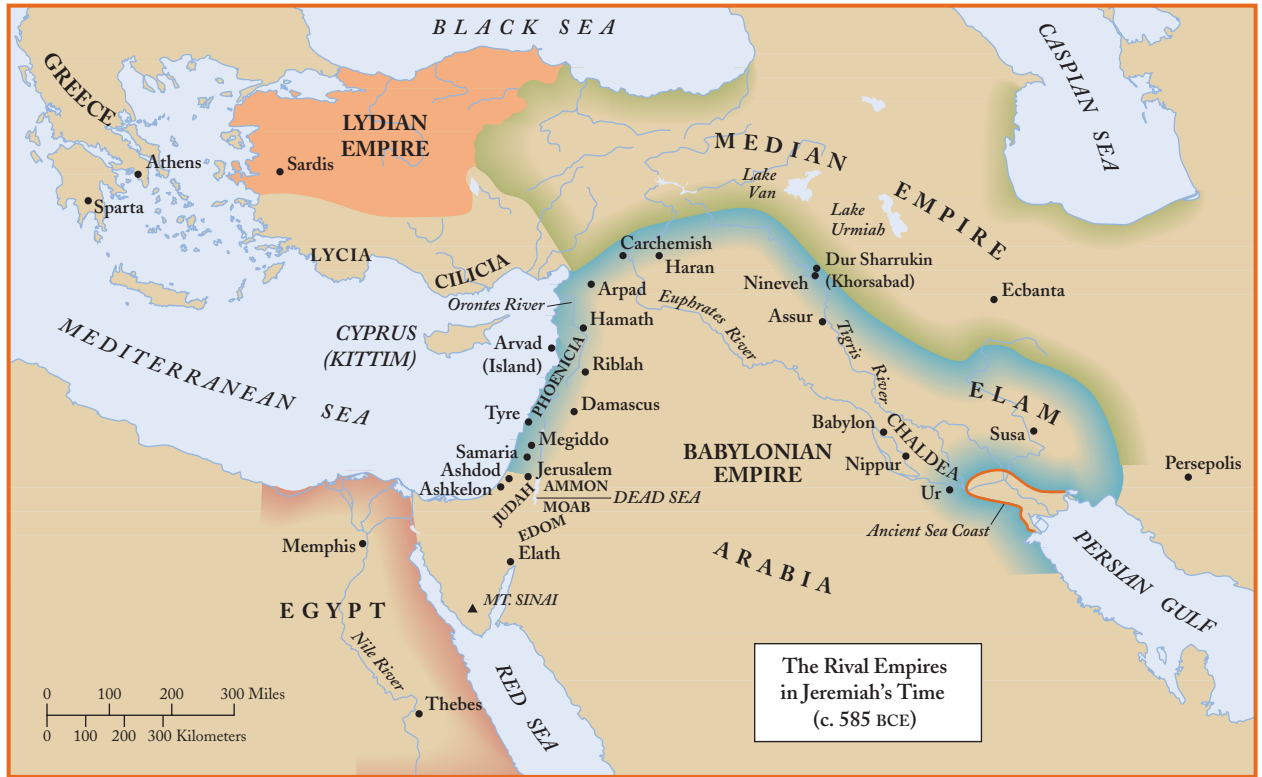 BLACK SEA
CASPIAN SEA
GREECE
LYDIAN
EMPIRE
Athens
Sardis
Sparta
MEDIAN EMPIRE
Lake
Van
Lake
Urmiah
LYCIA
CILICIA
Carchemish
Haran
Dur Sharrukin
(Khorsabad)
Nineveh
Ecbanta
Orontes River
Arpad
Euphrates River
Assur
Tigris River
Hamath
CYPRUS
(KITTIM)
Arvad
(Island)
PHOENICIA
Riblah
MEDITERRANEAN SEA
Damascus
Tyre
ELAM
Babylon
CHALDEA
Susa
Megiddo
Samaria
BABYLONIAN
EMPIRE
Nippur
Persepolis
Ashdod
Jerusalem
Ashkelon
AMMON
JUDAH
DEAD SEA
MOAB
Ur
EDOM
Ancient Sea Coast
Memphis
Elath
ARABIA
PERSIAN GULF
EGYPT
MT. SINAI
Nile River
RED SEA
Thebes
The Rival Empires
in Jeremiah's Time
(c. 585 BCE)
0 100 200 300 Miles
0 100 200 300 Kilometers